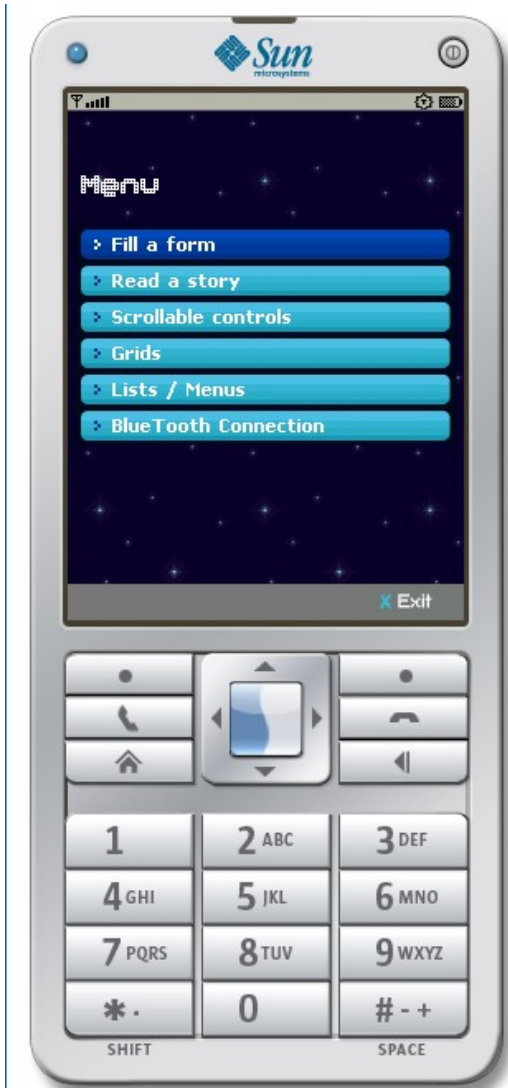 Sun
microsystems
Menu
Fill a form
Read a story
Scrollable controls
Grids
Lists / Menus
BlueTooth Connection
X Exit
1
2 ABC
3 DEF
4 GHI
5 JKL
6 MNO
7 PQRS
8 TUV
9 WXYZ
* .
0
# - +
SHIFT
SPACE